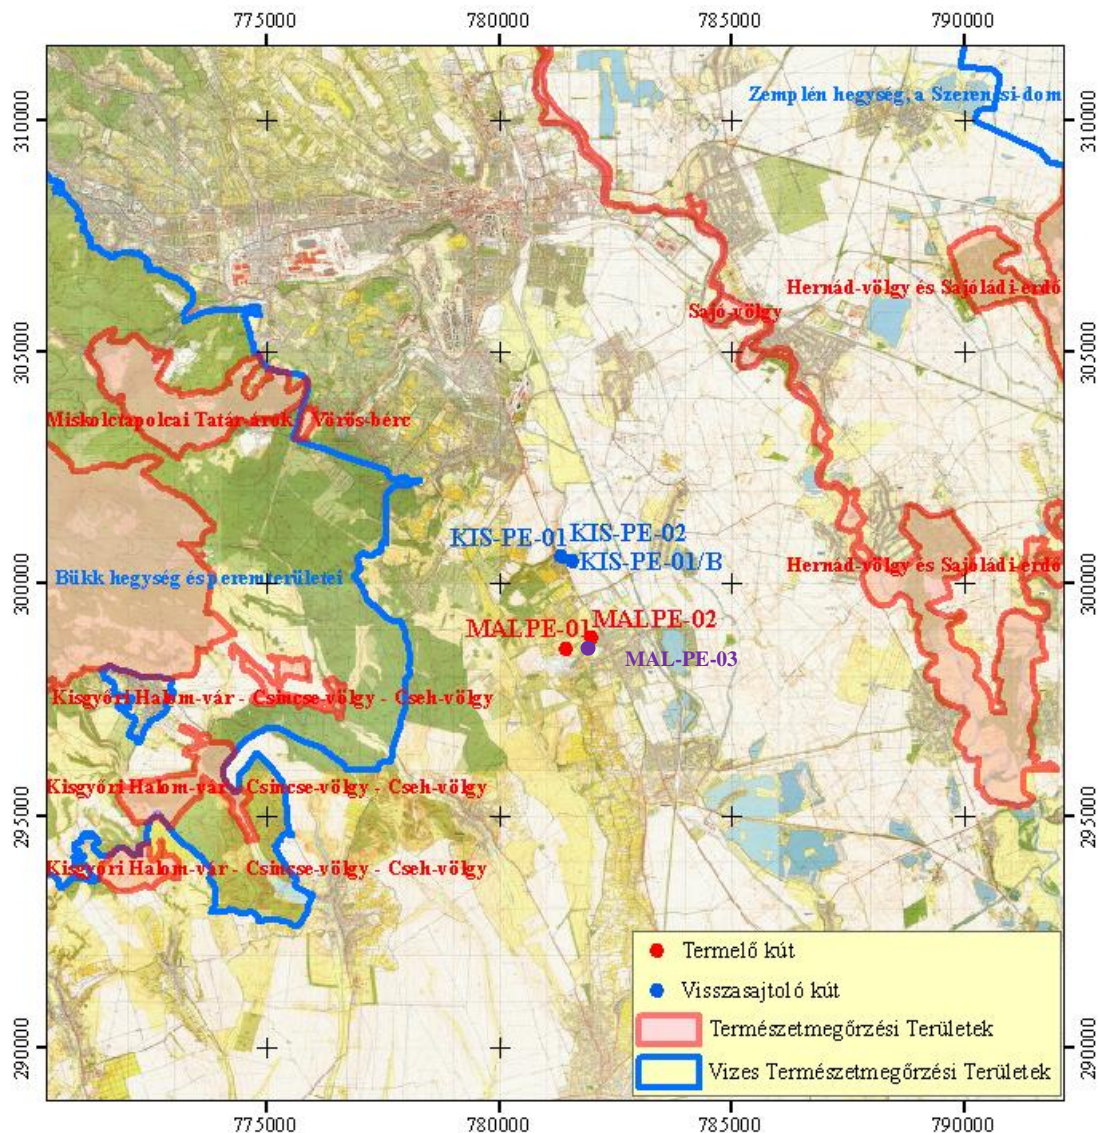 775000 780000 785000 790000
310000 310000
Zemplén hegység, a Szerencsi-dom
Hernád-völgy és Sajóládi-erdő
Sajó-völgy
305000 305000
Miskolctapolcai Tatár-árok - Vörös-bérc
KIS-PE-01 KIS-PE-02
KIS-PE-01/B
Hernád-völgy és Sajóládi-erdő
Bükk hegység és peremterületei
300000 300000
MALPE-01 MALPE-02
MAL-PE-03
Kisgyőri Halom-vár - Csincse-völgy - Cseh-völgy
Kisgyőri Halom-vár - Csincse-völgy - Cseh-völgy
295000 295000
Kisgyőri Halom-vár - Csincse-völgy - Cseh-völgy
Termelő kút
Visszasajtoló kút
Természetmegőrzési Területek
Vizes Természetmegőrzési Területek
290000 290000
775000 780000 785000 790000